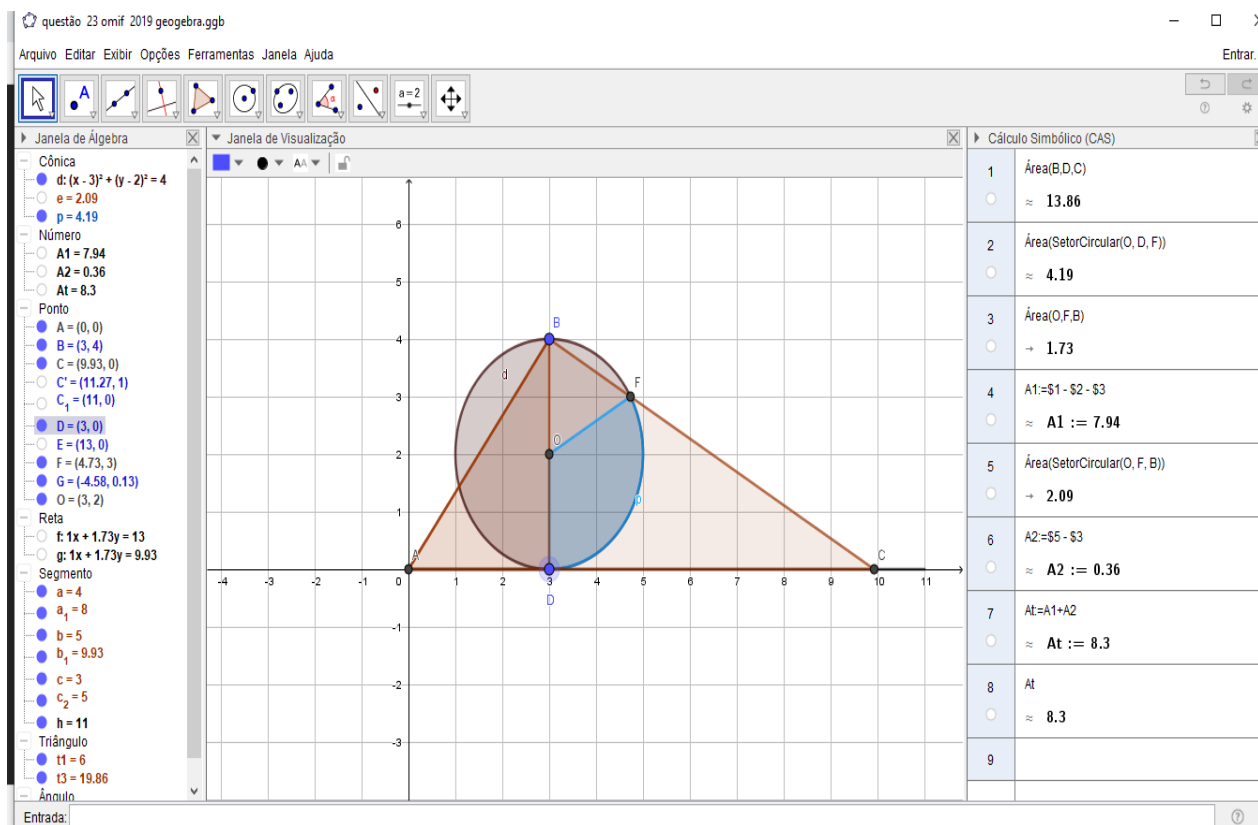 questão 23 omif 2019 geogebra.ggb
Arquivo Editar Exibir Opções Ferramentas Janela Ajuda
Entrar.
A
α
a = 2
Janela de Álgebra
Cônica
d: (x - 3)² + (y - 2)² = 4
e = 2.09
p = 4.19
Número
A1 = 7.94
A2 = 0.36
At = 8.3
Ponto
A = (0, 0)
B = (3, 4)
C = (9.93, 0)
C' = (11.27, 1)
C₁ = (11, 0)
D = (3, 0)
E = (13, 0)
F = (4.73, 3)
G = (-4.58, 0.13)
O = (3, 2)
Reta
f: 1x + 1.73y = 13
g: 1x + 1.73y = 9.93
Segmento
a = 4
a₁ = 8
b = 5
b₁ = 9.93
c = 3
c₂ = 5
h = 11
Triângulo
t1 = 6
t3 = 19.86
Ângulo
Janela de Visualização
AA
6
5
4
3
2
1
-1
-2
-3
-4 -3 -2 -1 0 1 2 3 4 5 6 7 8 9 10 11
B
d
F
O
p
A
C
D
Cálculo Simbólico (CAS)
1
Área(B,D,C)
≈ 13.86
2
Área(SetorCircular(O, D, F))
≈ 4.19
3
Área(O,F,B)
→ 1.73
4
A1:=$1 - $2 - $3
≈ A1 := 7.94
5
Área(SetorCircular(O, F, B))
→ 2.09
6
A2:=$5 - $3
≈ A2 := 0.36
7
At:=A1+A2
≈ At := 8.3
8
At
≈ 8.3
9
Entrada: